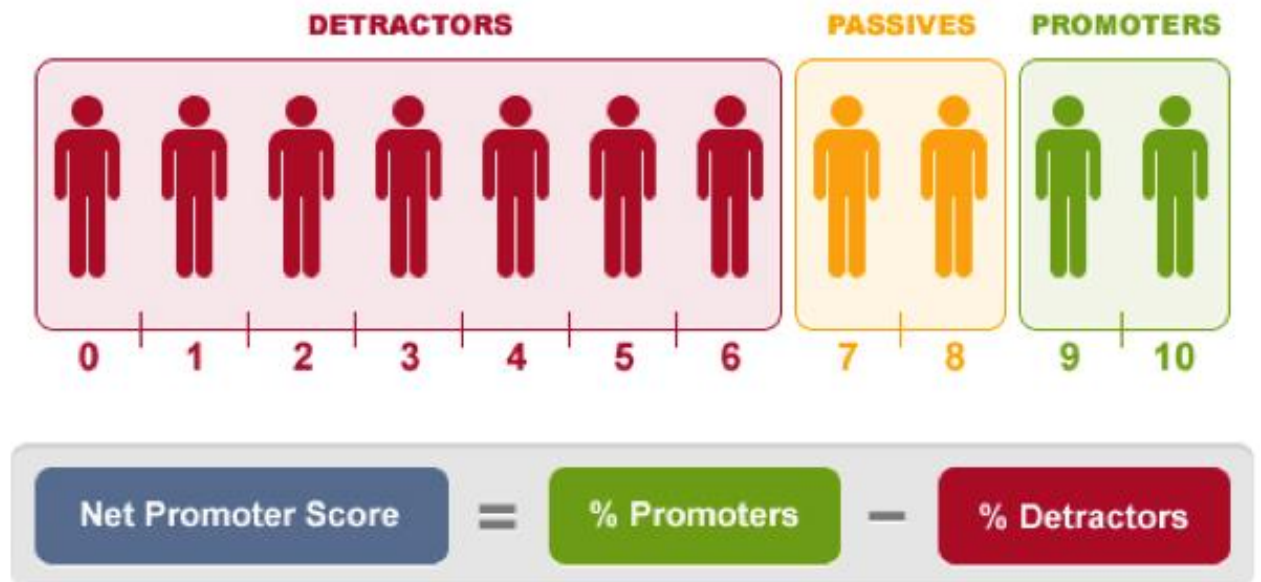 DETRACTORS PASSIVES PROMOTERS
0 1 2 3 4 5 6 7 8 9 10
Net Promoter Score = % Promoters − % Detractors